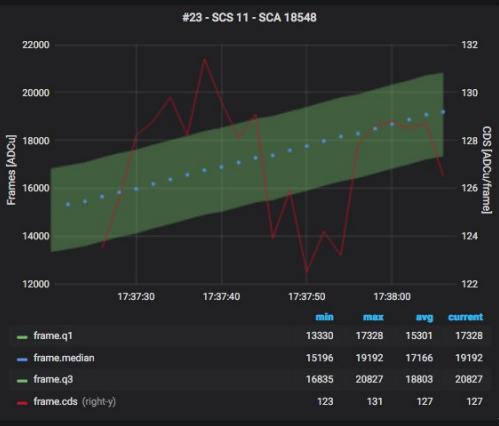 #23 - SCS 11 - SCA 18548
22000
20000
18000
16000
14000
12000
Frames [ADCu]
132
130
128
126
124
122
CDS [ADCu/frame]
17:37:30 17:37:40 17:37:50 17:38:00
min max avg current
frame.q1 13330 17328 15301 17328
frame.median 15196 19192 17166 19192
frame.q3 16835 20827 18803 20827
frame.cds (right-y) 123 131 127 127